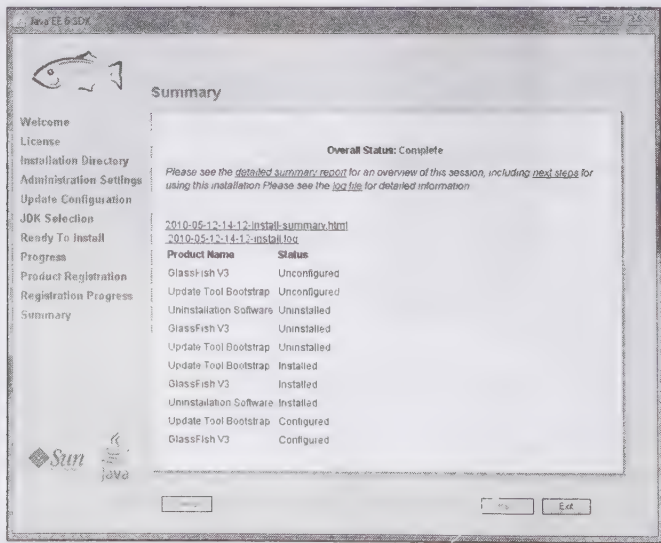 Java EE 6 SDK
Summary
Welcome
License
Installation Directory
Administration Settings
Update Configuration
JDK Selection
Ready To Install
Progress
Product Registration
Registration Progress
Summary
Overall Status: Complete
Please see the detailed summary report for an overview of this session, including next steps for
using this installation Please see the log file for detailed information
2010-05-12-14-12-install-summary.html
2010-05-12-14-12-install.log
Product Name Status
GlassFish V3 Unconfigured
Update Tool Bootstrap Unconfigured
Uninstallation Software Uninstalled
GlassFish V3 Uninstalled
Update Tool Bootstrap Uninstalled
Update Tool Bootstrap Installed
GlassFish V3 Installed
Uninstallation Software Installed
Update Tool Bootstrap Configured
GlassFish V3 Configured
Sun
Java
Exit